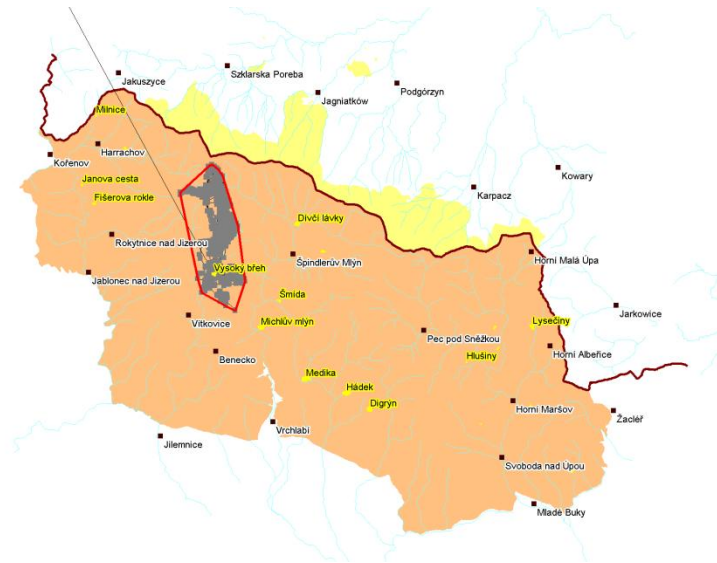 Szklarska Poreba
Jakuszyce
Podgórzyn
Jagniatków
Milnice
Harrachov
Kořenov
Kowary
Janova cesta
Karpacz
Fišerova rokle
Dívčí lávky
Rokytnice nad Jizerou
Špindlerův Mlýn
Horní Malá Úpa
Vysoký břeh
Jablonec nad Jizerou
Šmída
Jarkowice
Vítkovice
Michlův mlýn
Lysečiny
Pec pod Sněžkou
Horní Albeřice
Benecko
Hlušiny
Medika
Hádek
Digrýn
Horní Maršov
Žacléř
Vrchlabí
Jilemnice
Svoboda nad Úpou
Mladé Buky